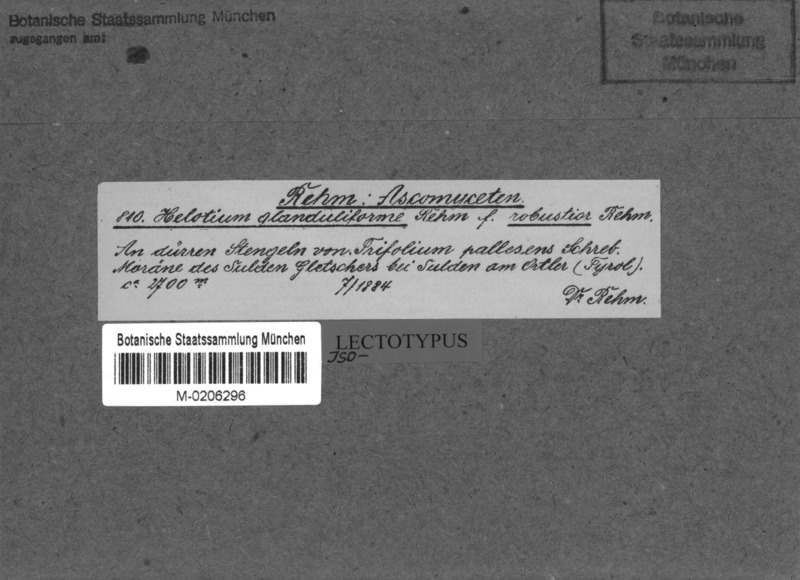 Botanische Staatssammlung München
zugegangen am:
Botanische
Staatssammlung
München
Rehm: Ascomyceten.
810. Helotium glanduliforme Rehm f. robustior Rehm.
An dürren Stengeln von Trifolium pallescens Schreb.
Moräne des Sulden Gletschers bei Sulden am Ortler (Tyrol).
ca 2700 m 7/1884
Dr Rehm.
Botanische Staatssammlung München
LECTOTYPUS
JSO-
M-0206296